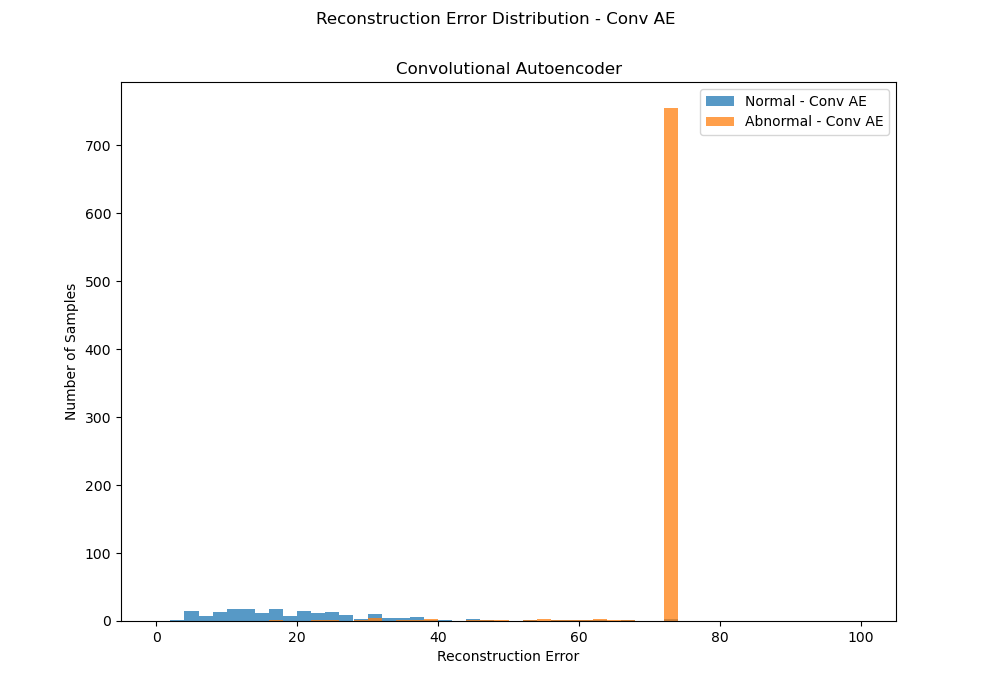 Reconstruction Error Distribution - Conv AE
Convolutional Autoencoder
Normal - Conv AE
Abnormal - Conv AE
700
600
500
400
300
200
100
0
Number of Samples
0 20 40 60 80 100
Reconstruction Error